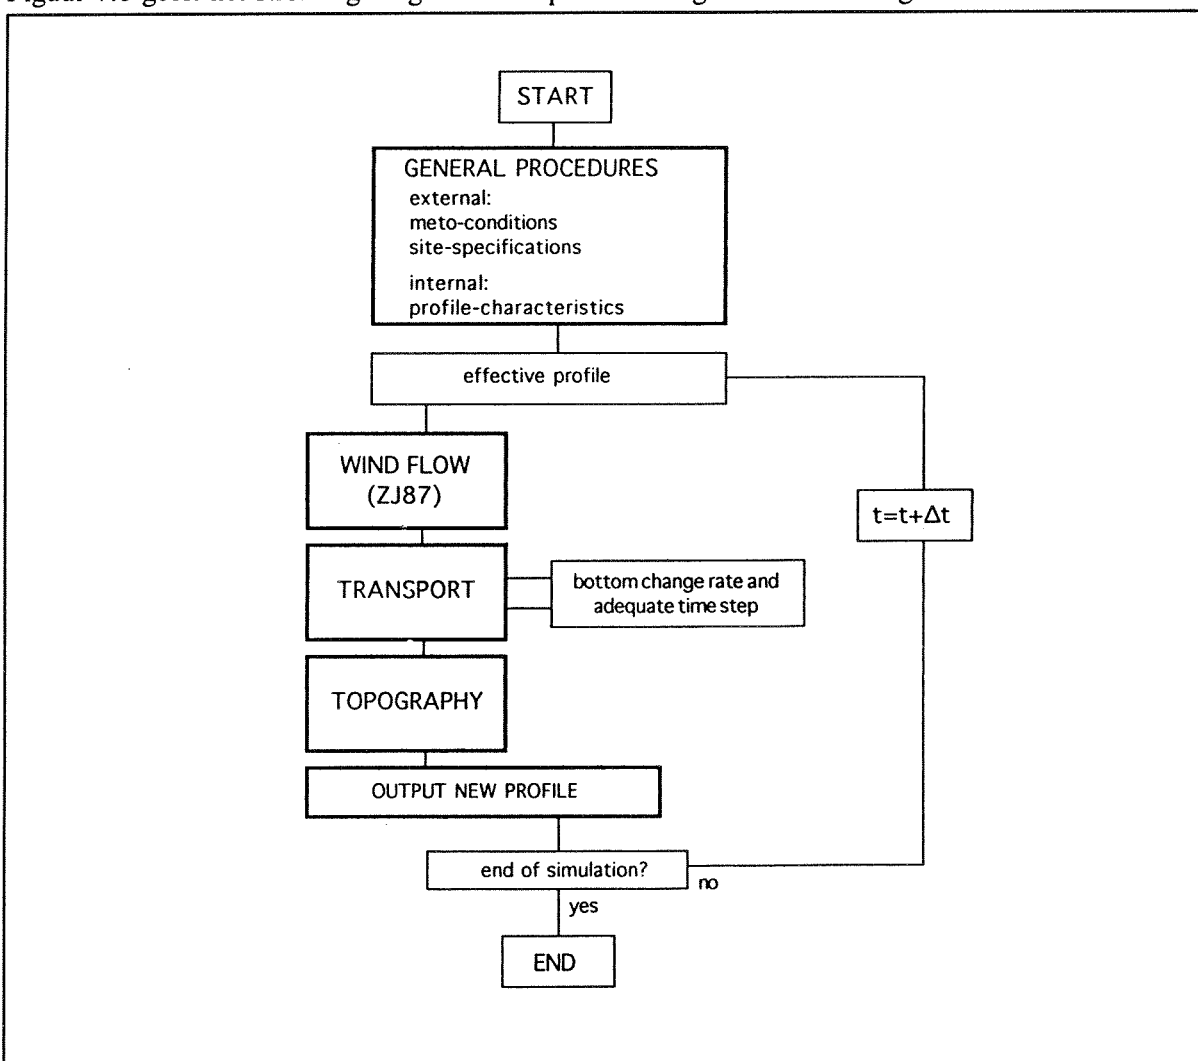 START
GENERAL PROCEDURES
external:
meto-conditions
site-specifications
internal:
profile-characteristics
effective profile
WIND FLOW
(ZJ87)
t=t+Δt
TRANSPORT
bottom change rate and
adequate time step
TOPOGRAPHY
OUTPUT NEW PROFILE
end of simulation?
no
yes
END